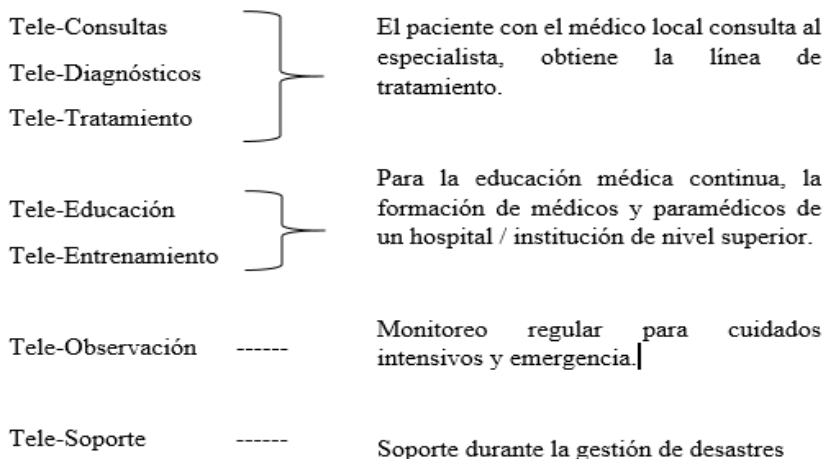 Tele-Consultas
Tele-Diagnósticos
Tele-Tratamiento
El paciente con el médico local consulta al
especialista, obtiene la línea de
tratamiento.
Tele-Educación
Tele-Entrenamiento
Para la educación médica continua, la
formación de médicos y paramédicos de
un hospital / institución de nivel superior.
Tele-Observación ------
Monitoreo regular para cuidados
intensivos y emergencia.
Tele-Soporte ------
Soporte durante la gestión de desastres